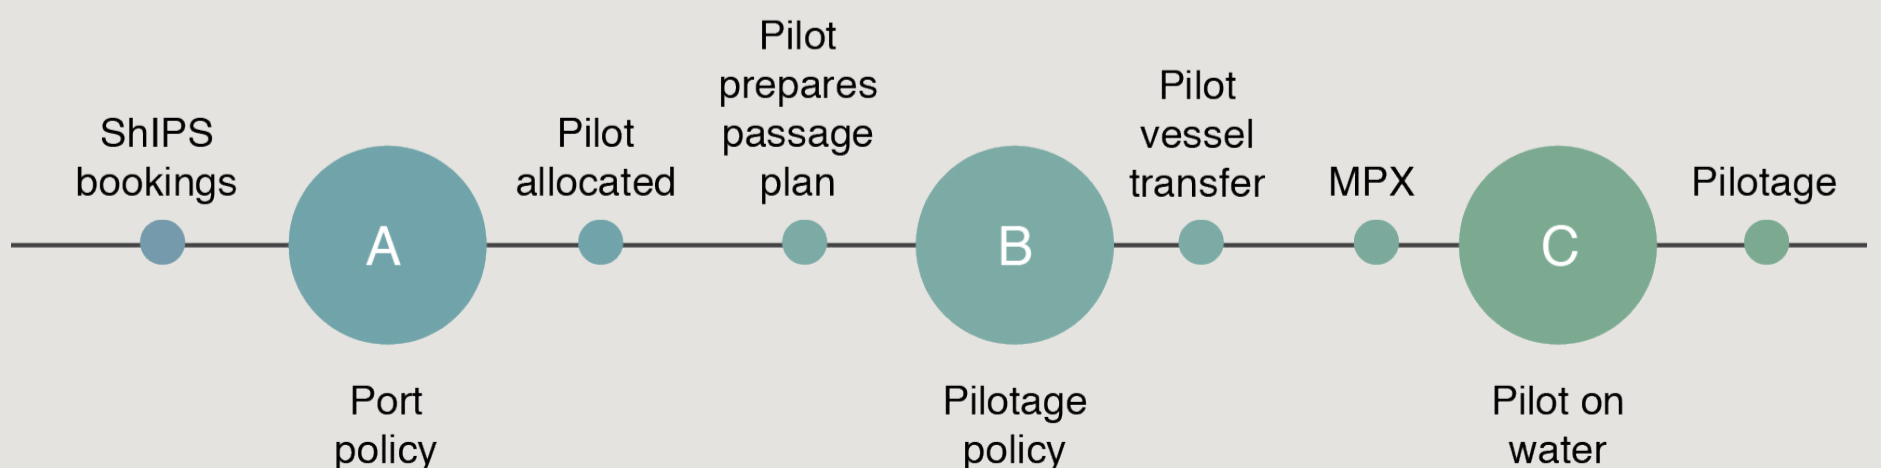 ShIPS
bookings
A
Port
policy
Pilot
allocated
Pilot
prepares
passage
plan
B
Pilotage
policy
Pilot
vessel
transfer
MPX
C
Pilot on
water
Pilotage